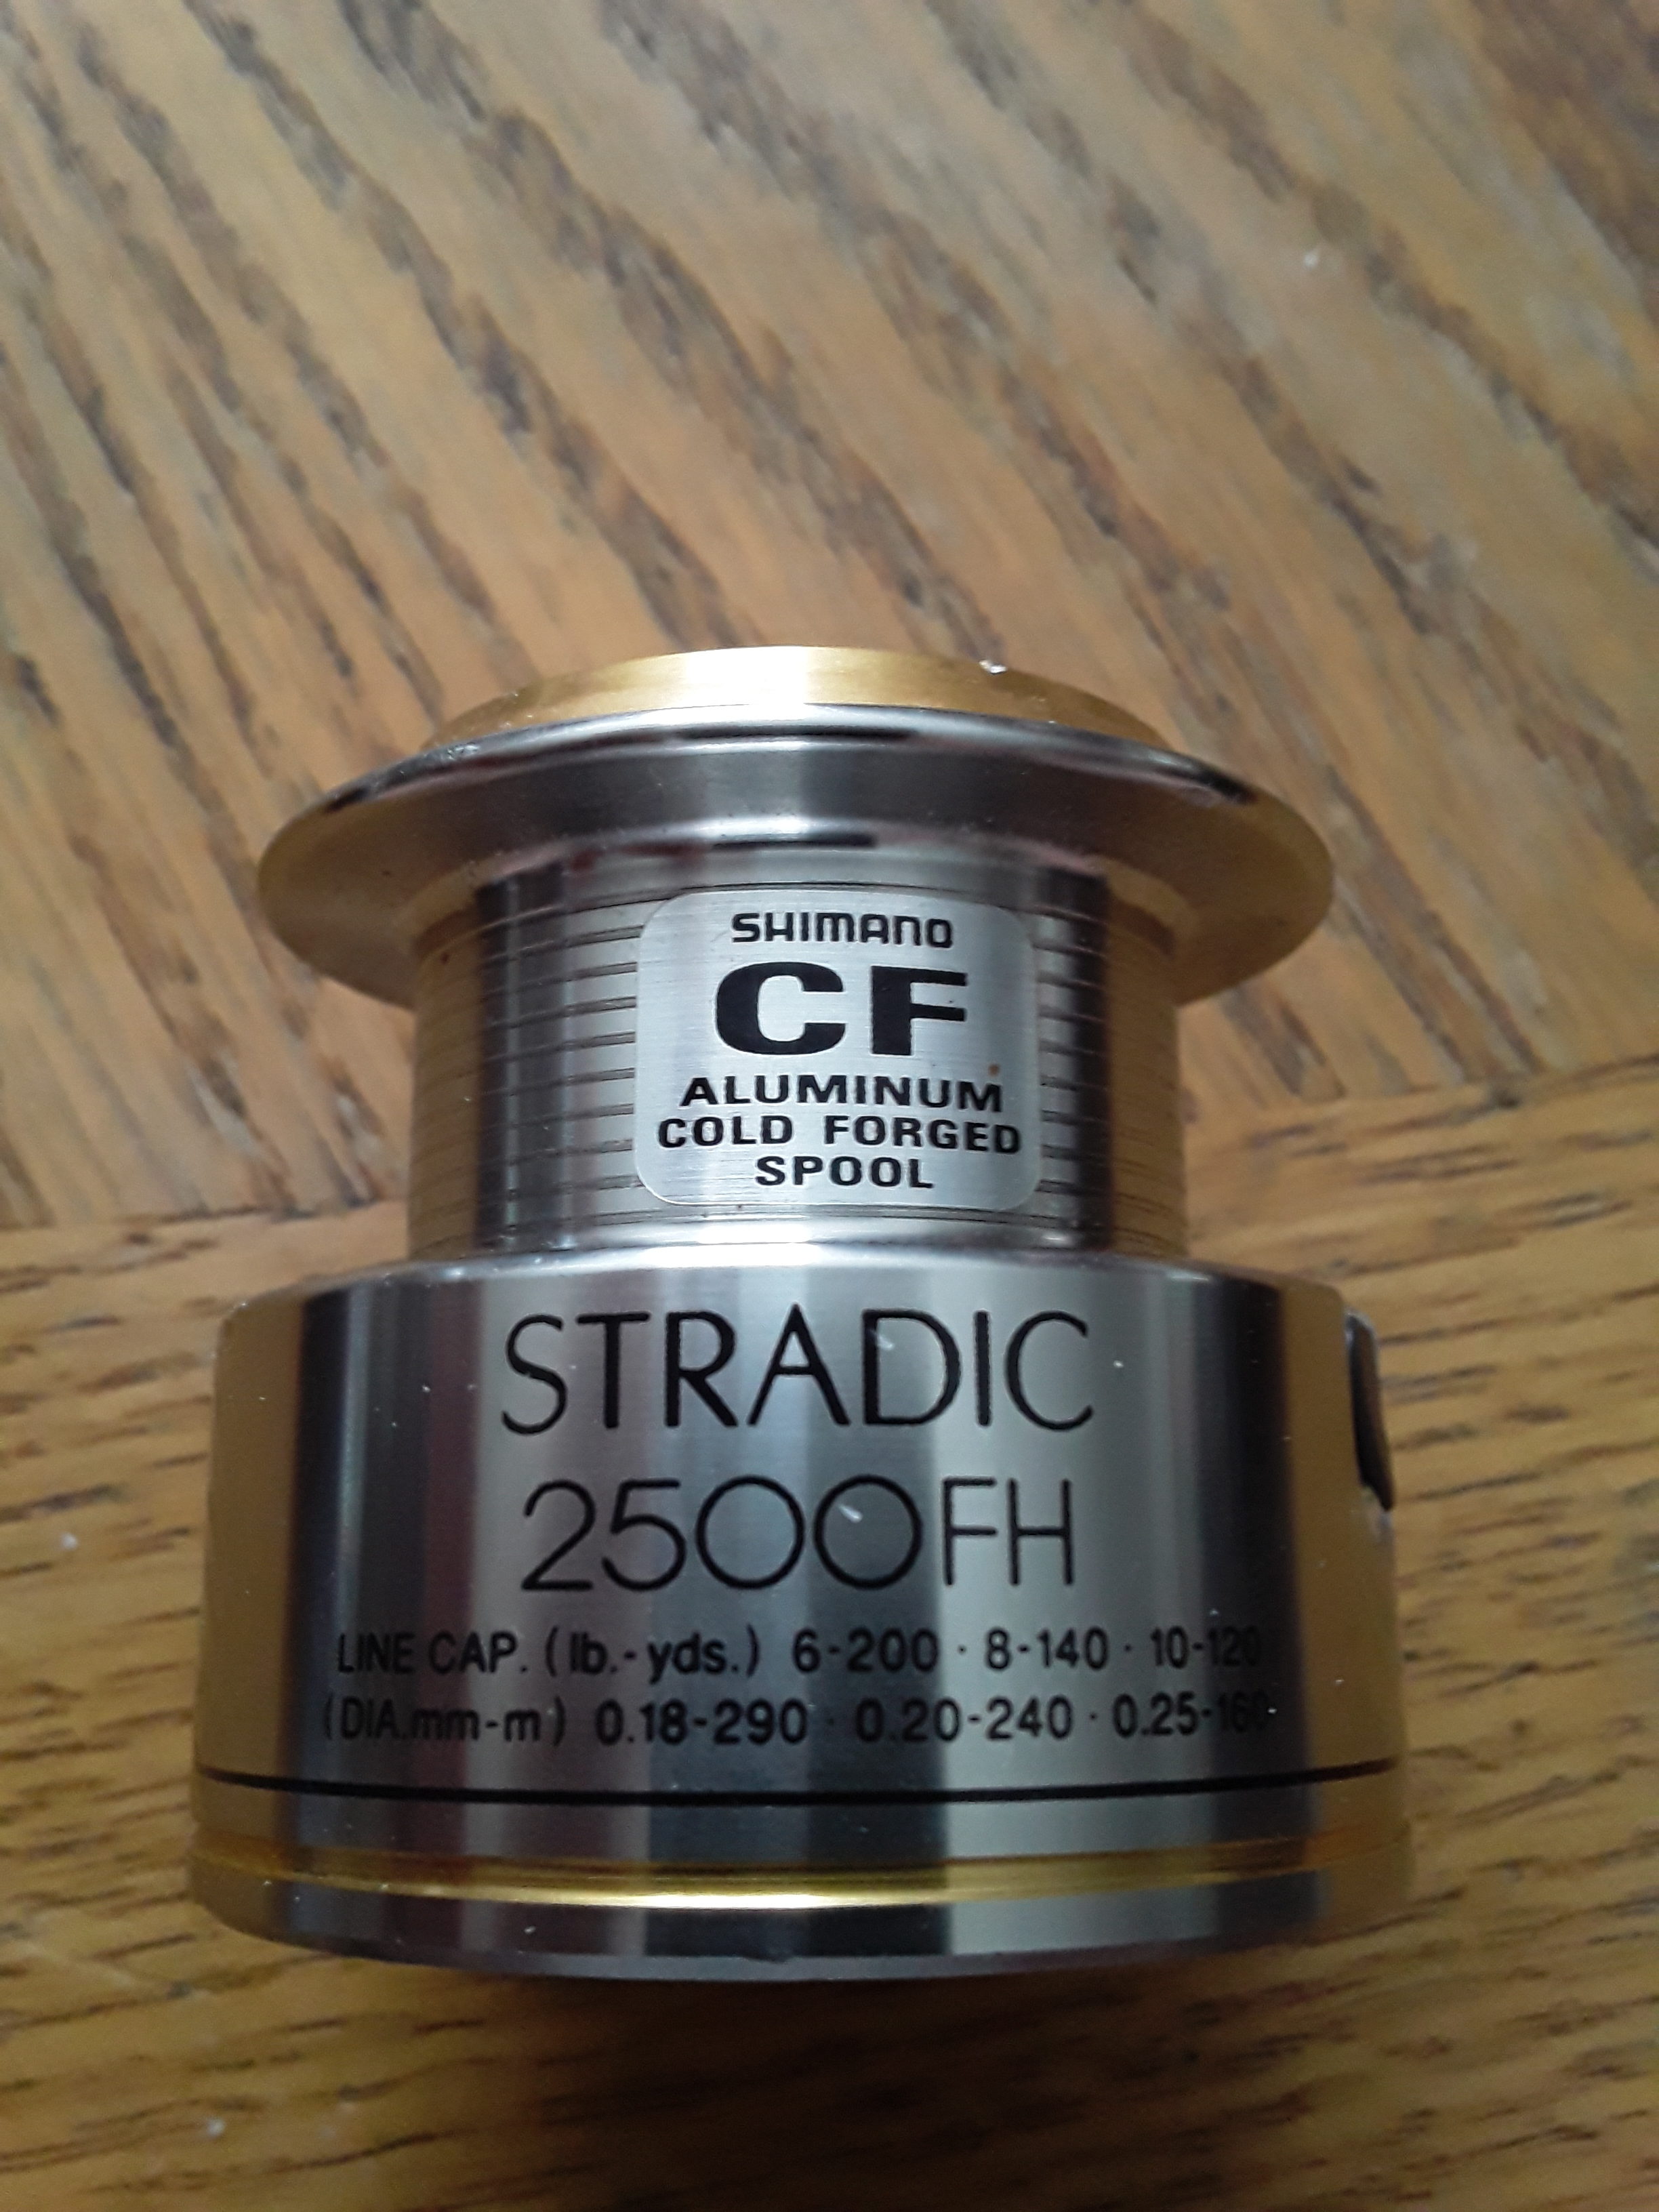 SHIMANO
CF
ALUMINUM
COLD FORGED
SPOOL
STRADIC
2500FH
LINE CAP. (lb.-yds.) 6-200 · 8-140 · 10-120
(DIA.mm-m) 0.18-290 · 0.20-240 · 0.25-160